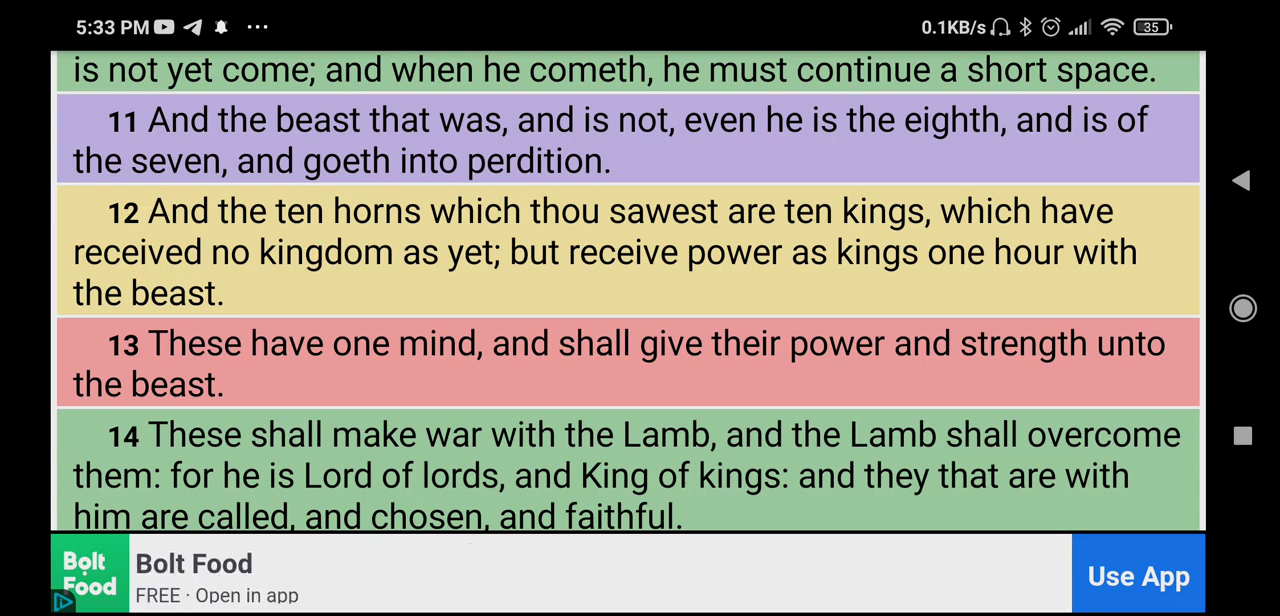 5:33 PM
0.1KB/s
35
is not yet come; and when he cometh, he must continue a short space.
11 And the beast that was, and is not, even he is the eighth, and is of
the seven, and goeth into perdition.
12 And the ten horns which thou sawest are ten kings, which have
received no kingdom as yet; but receive power as kings one hour with
the beast.
13 These have one mind, and shall give their power and strength unto
the beast.
14 These shall make war with the Lamb, and the Lamb shall overcome
them: for he is Lord of lords, and King of kings: and they that are with
him are called, and chosen, and faithful.
Bolt
Food
Bolt Food
FREE · Open in app
Use App